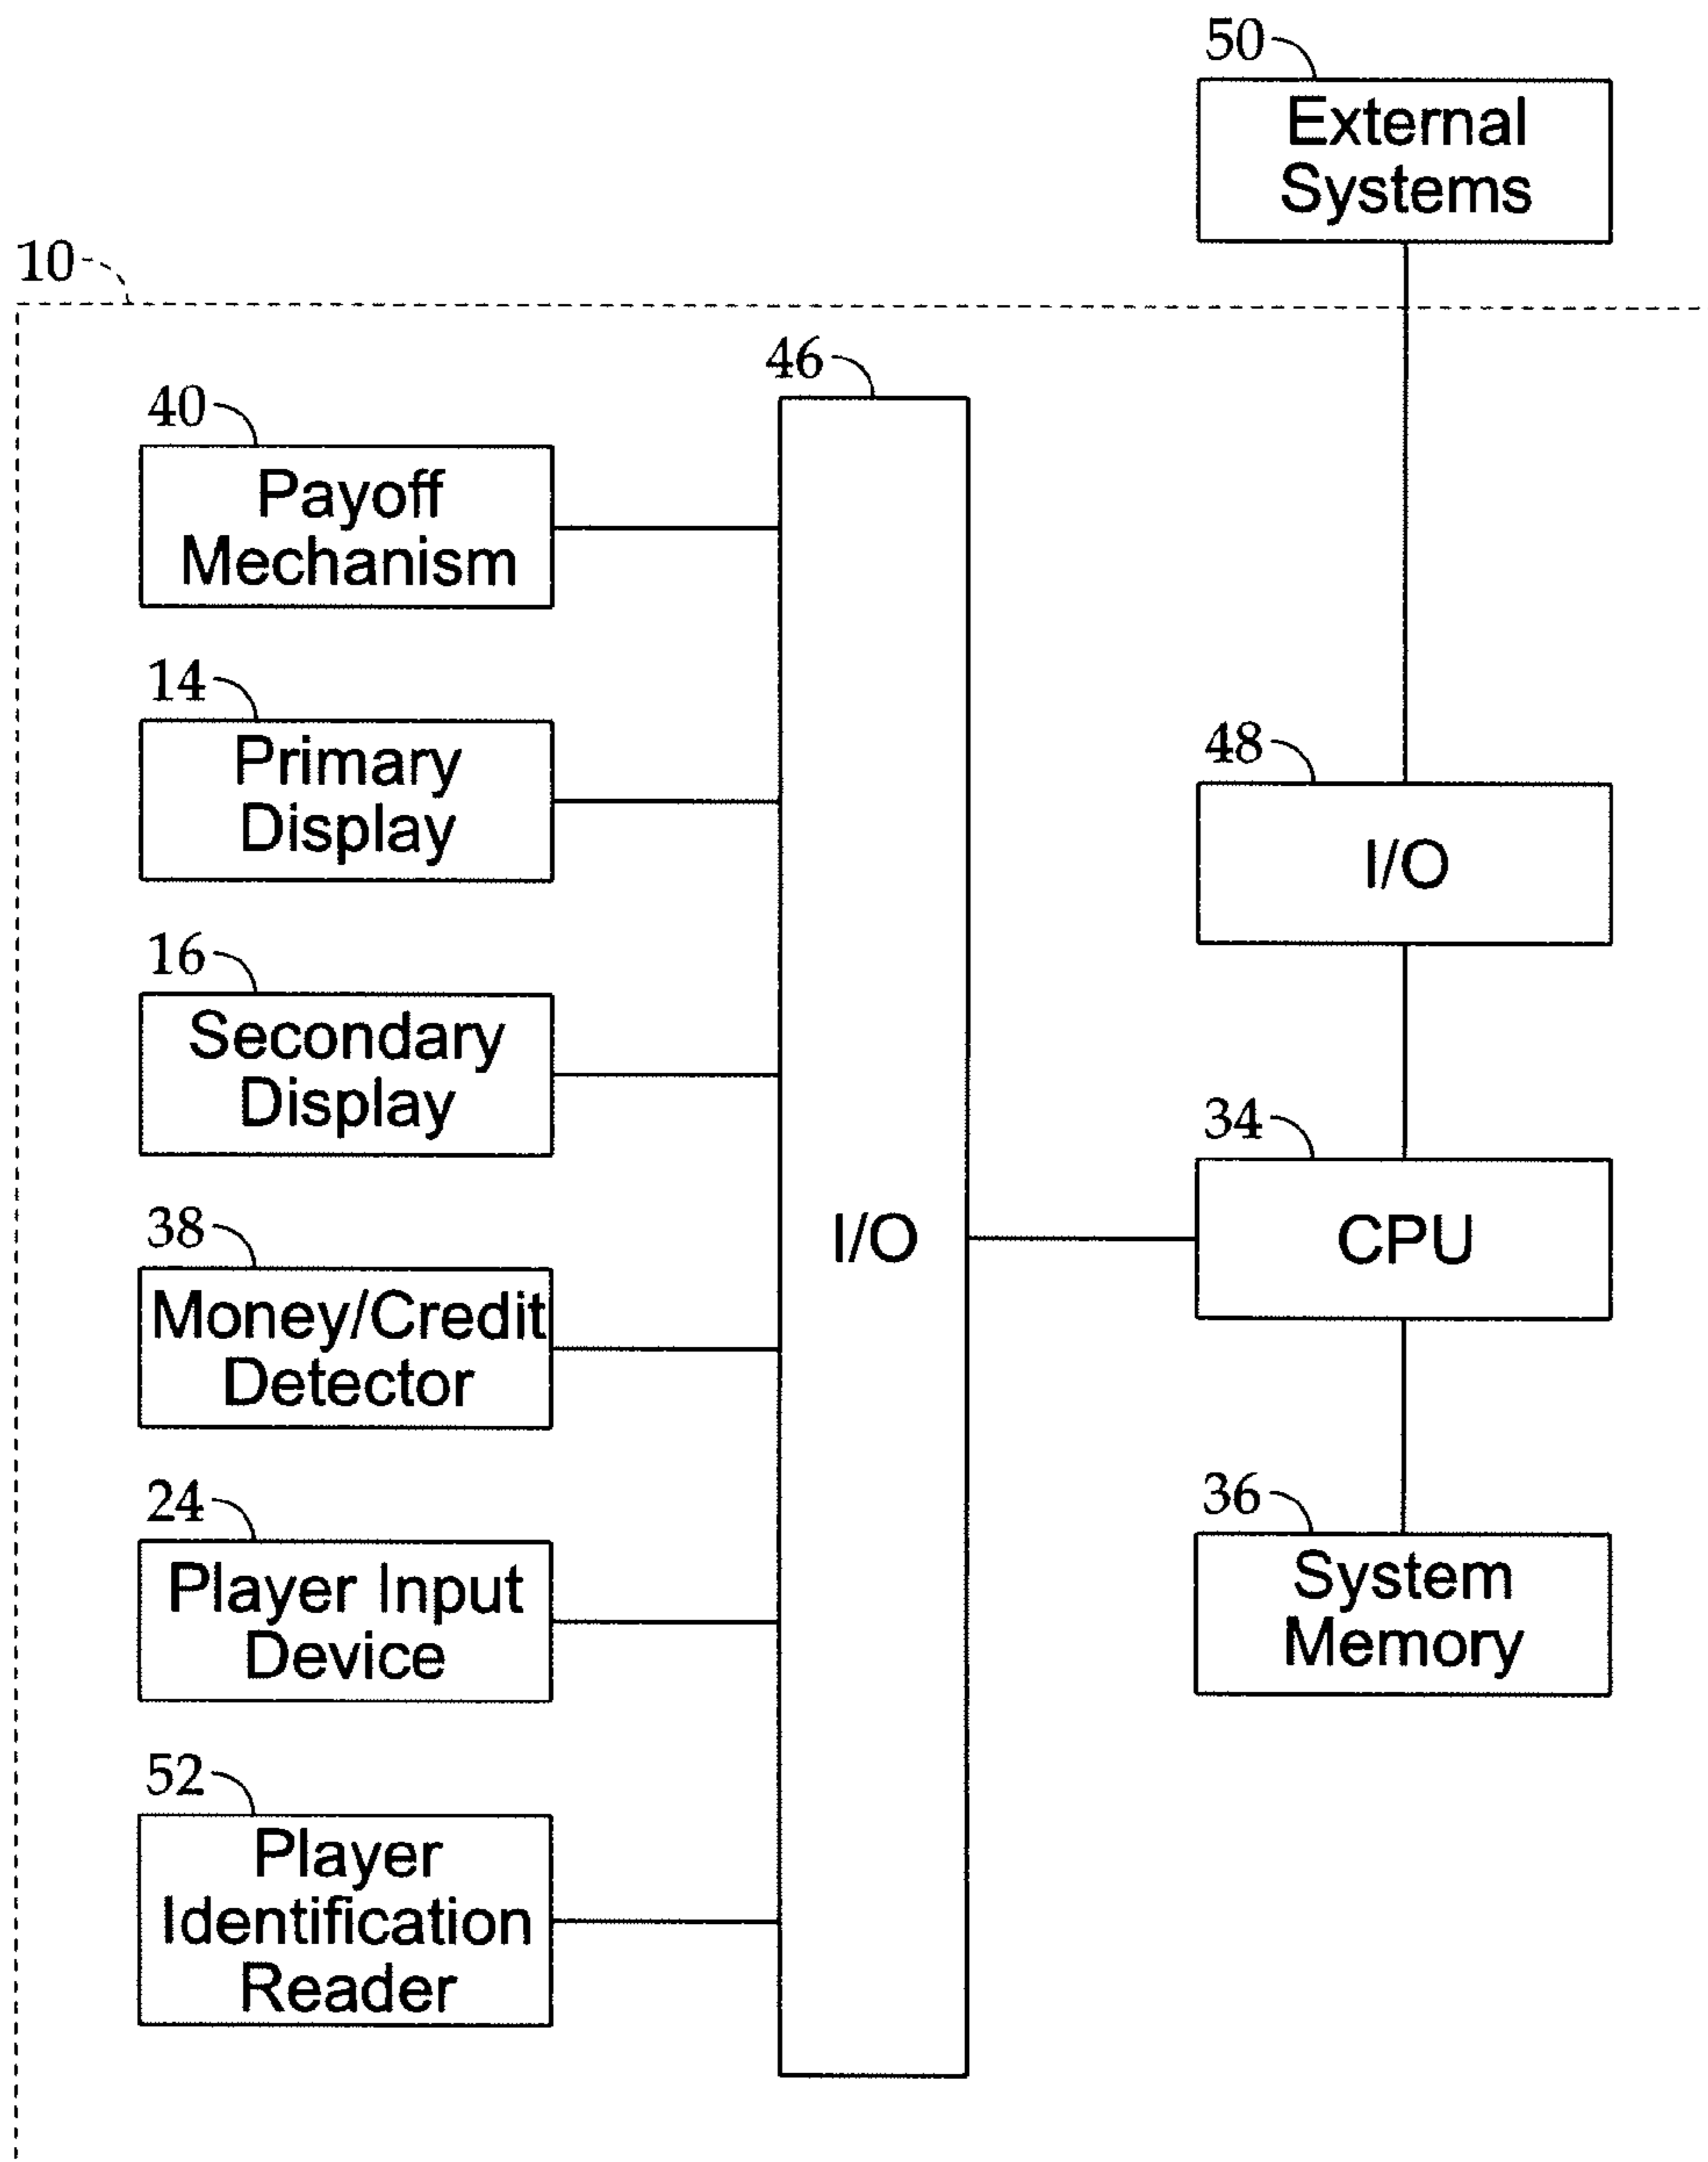 50
External
Systems
10
46
40
Payoff
Mechanism
14
Primary
Display
48
I/O
16
Secondary
Display
34
CPU
38
Money/Credit
Detector
I/O
24
Player Input
Device
36
System
Memory
52
Player
Identification
Reader